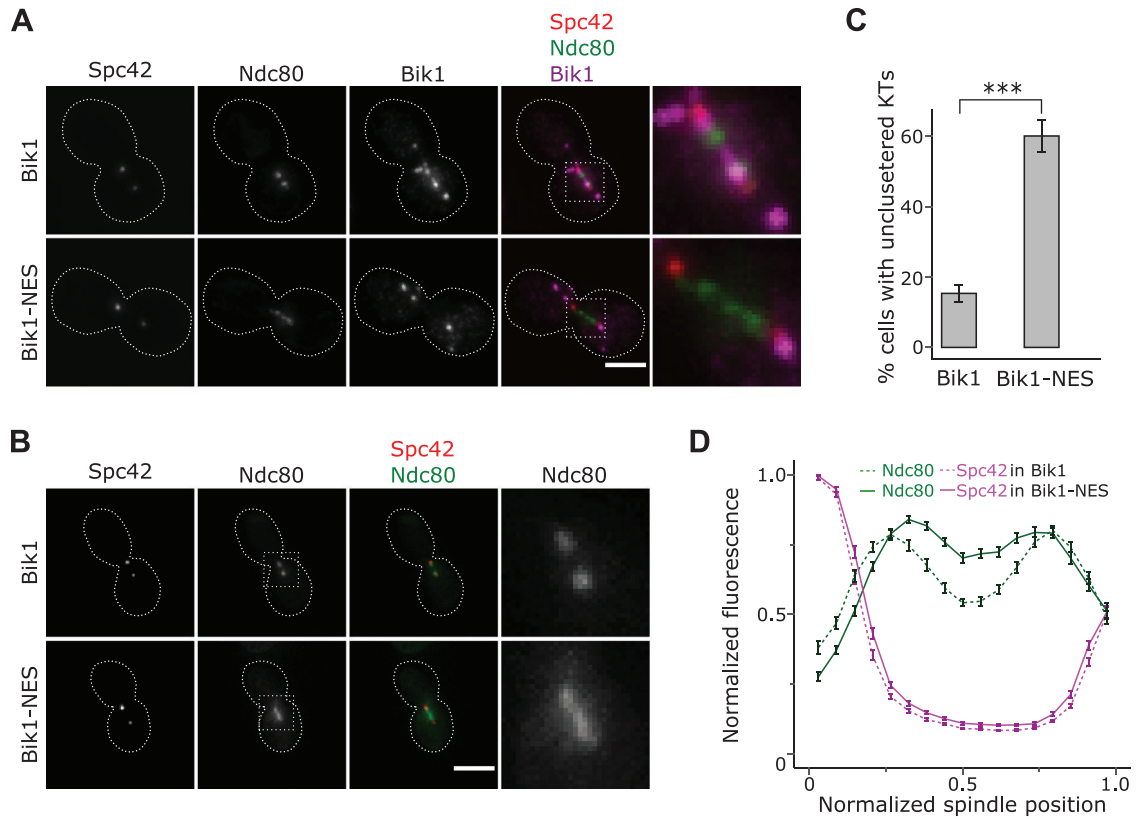 A
Spc42
Ndc80
Bik1
Spc42
Ndc80
Bik1
Bik1
Bik1-NES
B
Spc42
Ndc80
Spc42
Ndc80
Ndc80
Bik1
Bik1-NES
C
% cells with unclusetered KTs
60
40
20
0
***
Bik1
Bik1-NES
D
Normalized fluorescence
1.0
0.5
0
Ndc80 Spc42 in Bik1
Ndc80 Spc42 in Bik1-NES
0
0.5
1.0
Normalized spindle position